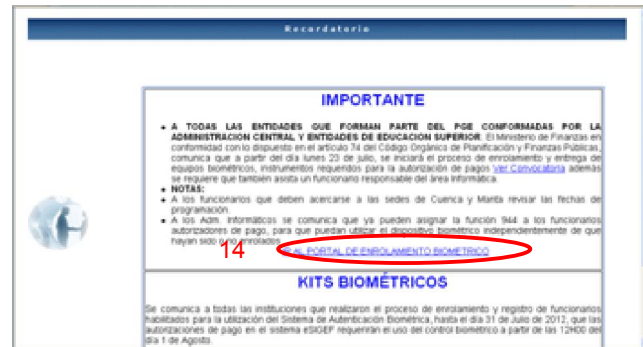 Recordatorio
IMPORTANTE
• A TODAS LAS ENTIDADES QUE FORMAN PARTE DEL PGE CONFORMADAS POR LA
ADMINISTRACION CENTRAL Y ENTIDADES DE EDUCACION SUPERIOR: El Ministerio de Finanzas en
conformidad con lo dispuesto en el artículo 74 del Código Orgánico de Planificación y Finanzas Públicas,
comunica que a partir del día lunes 23 de julio, se iniciará el proceso de enrolamiento y entrega de
equipos biométricos, instrumentos requeridos para la autorización de pagos Ver Convocatoria además
se requiere que también asista un funcionario responsable del área Informática.
• NOTAS:
• A los funcionarios que deben acercarse a las sedes de Cuenca y Manta revisar las fechas de
programación.
• A los Adm. Informáticos se comunica que ya pueden asignar la función 944 a los funcionarios
autorizadores de pago, para que puedan utilizar el dispositivo biométrico independientemente de que
hayan sido o no enrolados.
14 AL PORTAL DE ENROLAMIENTO BIOMETRICO
KITS BIOMÉTRICOS
Se comunica a todas las instituciones que realizaron el proceso de enrolamiento y registro de funcionarios
habilitados para la utilización del Sistema de Autenticación Biométrica, hasta el día 31 de Julio de 2012, que las
autorizaciones de pago en el sistema eSIGEF requerirán el uso del control biométrico a partir de las 12H00 del
día 1 de Agosto.